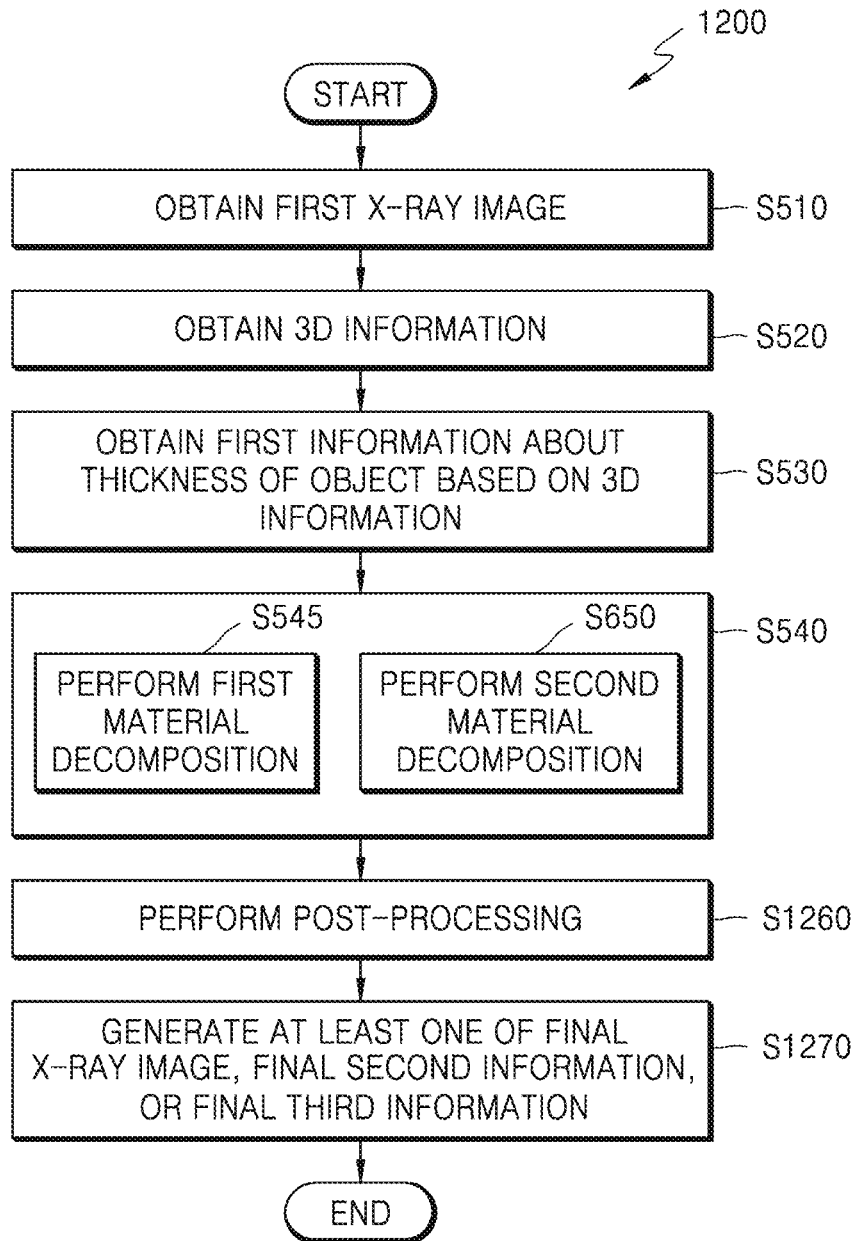 1200
START
OBTAIN FIRST X-RAY IMAGE
S510
OBTAIN 3D INFORMATION
S520
OBTAIN FIRST INFORMATION ABOUT
THICKNESS OF OBJECT BASED ON 3D
INFORMATION
S530
S540
S545
PERFORM FIRST
MATERIAL
DECOMPOSITION
S650
PERFORM SECOND
MATERIAL
DECOMPOSITION
PERFORM POST-PROCESSING
S1260
GENERATE AT LEAST ONE OF FINAL
X-RAY IMAGE, FINAL SECOND INFORMATION,
OR FINAL THIRD INFORMATION
S1270
END